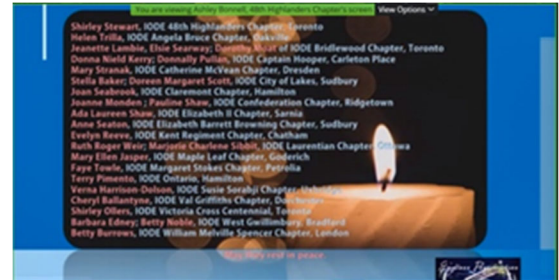 You are viewing Ashley Bonnell, 48th Highlanders Chapter's screen View Options
Shirley Stewart, IODE 48th Highlanders Chapter, Toronto
Helen Trilla, IODE Angela Bruce Chapter, Oakville
Jeanette Lambie, Elsie Searway; Dorothy of IODE Bridlewood Chapter, Toronto
Donna Nield Kerry; Donnally Pullan, IODE Captain Hooper, Carleton Place
Mary Stranak, IODE Catherine McVean Chapter, Dresden
Stella Baker; Doreen Margaret Scott, IODE City of Lakes, Sudbury
Joan Seabrook, IODE Claremont Chapter, Hamilton
Joanne Monden ; Pauline Shaw, IODE Confederation Chapter, Ridgetown
Ada Laureen Shaw, IODE Elizabeth II Chapter, Sarnia
Anne Seaton, IODE Elizabeth Barrett Browning Chapter, Sudbury
Evelyn Reeve, IODE Kent Regiment Chapter, Chatham
Ruth Roger Weir; Marjorie Charlene Sibbit, IODE Laurentian Chapter, Ottawa
Mary Ellen Jasper, IODE Maple Leaf Chapter, Goderich
Faye Towle, IODE Margaret Stokes Chapter, Petrolia
Terry Pimento, IODE Ontario, Hamilton
Verna Harrison-Dolson, IODE Susie Sorabji Chapter, Uxbridge
Cheryl Ballantyne, IODE Val Griffiths Chapter,
Shirley Ollers, IODE Victoria Cross Centennial, Toronto
Barbara Edney; Betty Noble, IODE West Gwillimbury, Bradford
Betty Burrows, IODE William Melville Spencer Chapter, London
May they rest in peace.